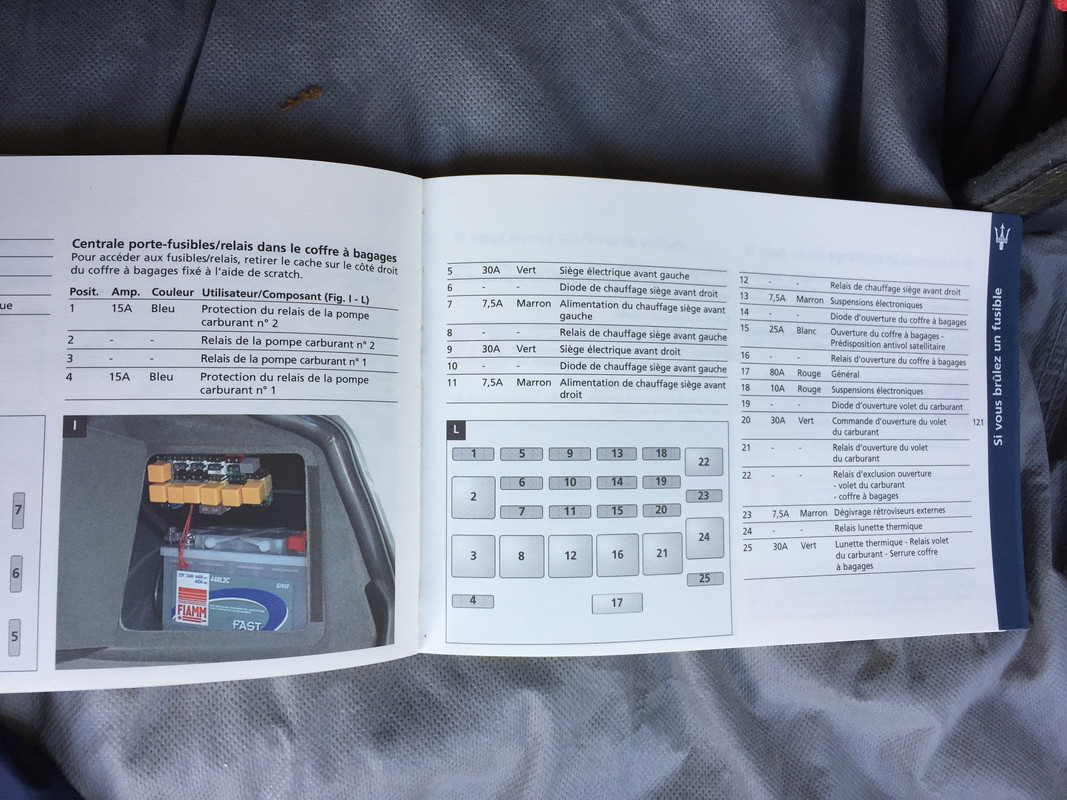 ue
7
6
5
Centrale porte-fusibles/relais dans le coffre à bagages
Pour accéder aux fusibles/relais, retirer le cache sur le côté droit
du coffre à bagages fixé à l'aide de scratch.
Posit. Amp. Couleur Utilisateur/Composant (Fig. I - L)
1 15A Bleu Protection du relais de la pompe
carburant n° 2
2 - - Relais de la pompe carburant n° 2
3 - - Relais de la pompe carburant n° 1
4 15A Bleu Protection du relais de la pompe
carburant n° 1
I
440L3C
FIAMM
FAST
5 30A Vert Siège électrique avant gauche
6 - - Diode de chauffage siège avant droit
7 7,5A Marron Alimentation du chauffage siège avant
gauche
8 - - Relais de chauffage siège avant gauche
9 30A Vert Siège électrique avant droit
10 - - Diode de chauffage siège avant gauche
11 7,5A Marron Alimentation de chauffage siège avant
droit
L
1 5 9 13 18
22
2
6 10 14 19
23
7 11 15 20
24
3 8 12 16 21
25
4
17
12 - - Relais de chauffage siège avant droit
13 7,5A Marron Suspensions électroniques
14 - - Diode d'ouverture du coffre à bagages
15 25A Blanc Ouverture du coffre à bagages -
Prédisposition antivol satellitaire
16 - - Relais d'ouverture du coffre à bagages
17 80A Rouge Général
18 10A Rouge Suspensions électroniques
19 - - Diode d'ouverture volet du carburant
20 30A Vert Commande d'ouverture du volet
du carburant
21 - - Relais d'ouverture du volet
du carburant
22 - - Relais d'exclusion ouverture
- volet du carburant
- coffre à bagages
23 7,5A Marron Dégivrage rétroviseurs externes
24 - - Relais lunette thermique
25 30A Vert Lunette thermique - Relais volet
du carburant - Serrure coffre
à bagages
121
Si vous brûlez un fusible